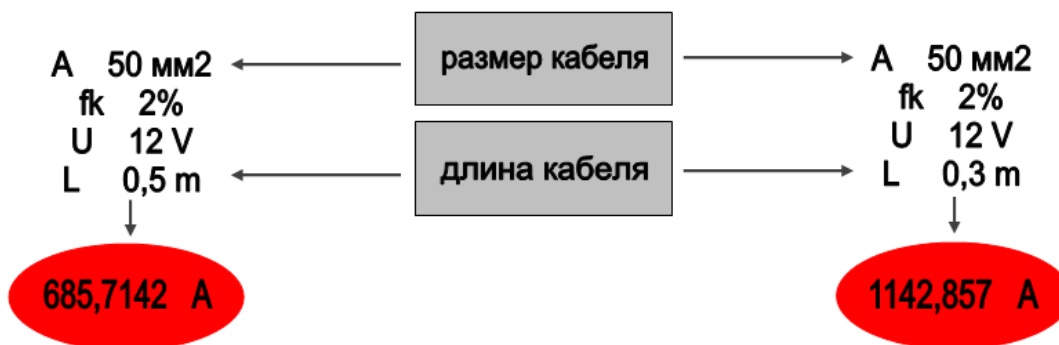 A 50 мм2
fk 2%
U 12 V
L 0,5 m
685,7142 A
размер кабеля
длина кабеля
A 50 мм2
fk 2%
U 12 V
L 0,3 m
1142,857 A